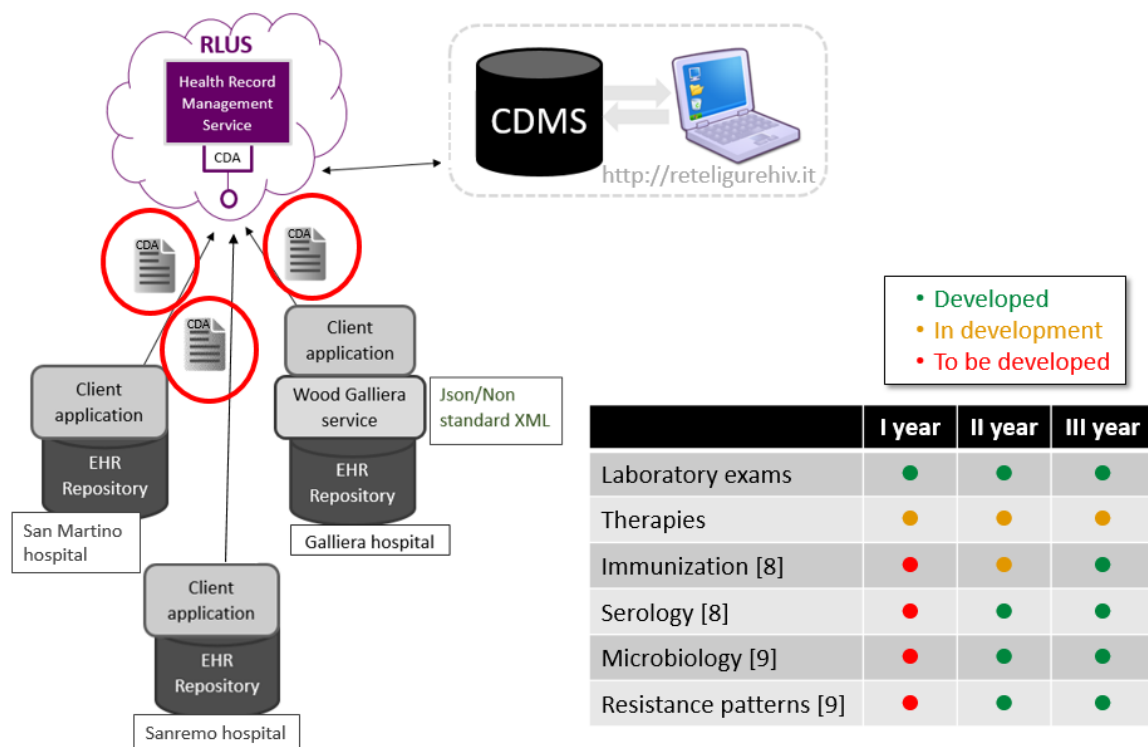 RLUS
Health Record
Management
Service
CDA
CDMS
http://reteligurehiv.it
CDA
CDA
CDA
Client
application
Wood Galliera
service
EHR
Repository
Json/Non
standard XML
Galliera hospital
Client
application
EHR
Repository
San Martino
hospital
Client
application
EHR
Repository
Sanremo hospital
• Developed
• In development
• To be developed
I year II year III year
Laboratory exams
Therapies
Immunization [8]
Serology [8]
Microbiology [9]
Resistance patterns [9]